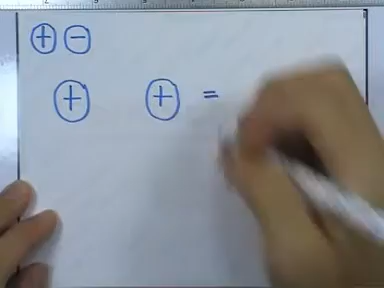 ⊕ ⊖
⊕ ⊕ =